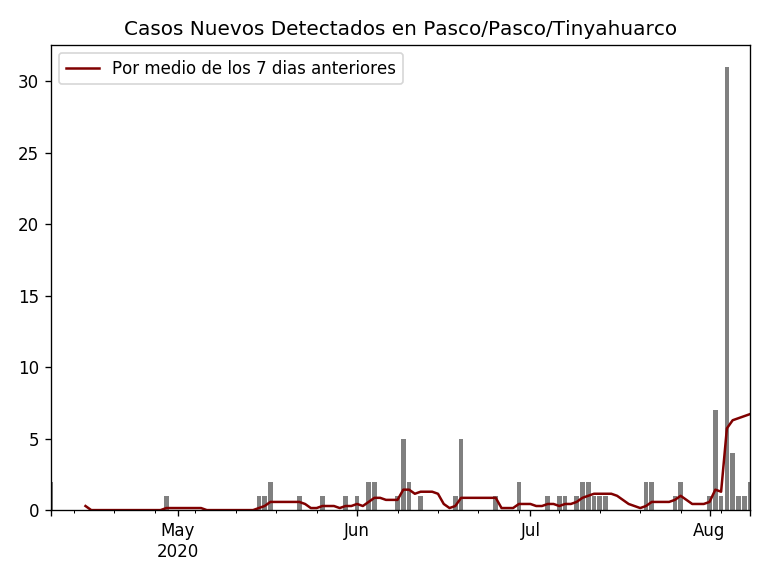 Casos Nuevos Detectados en Pasco/Pasco/Tinyahuarco
Por medio de los 7 dias anteriores
30
25
20
15
10
5
0
May
2020
Jun
Jul
Aug